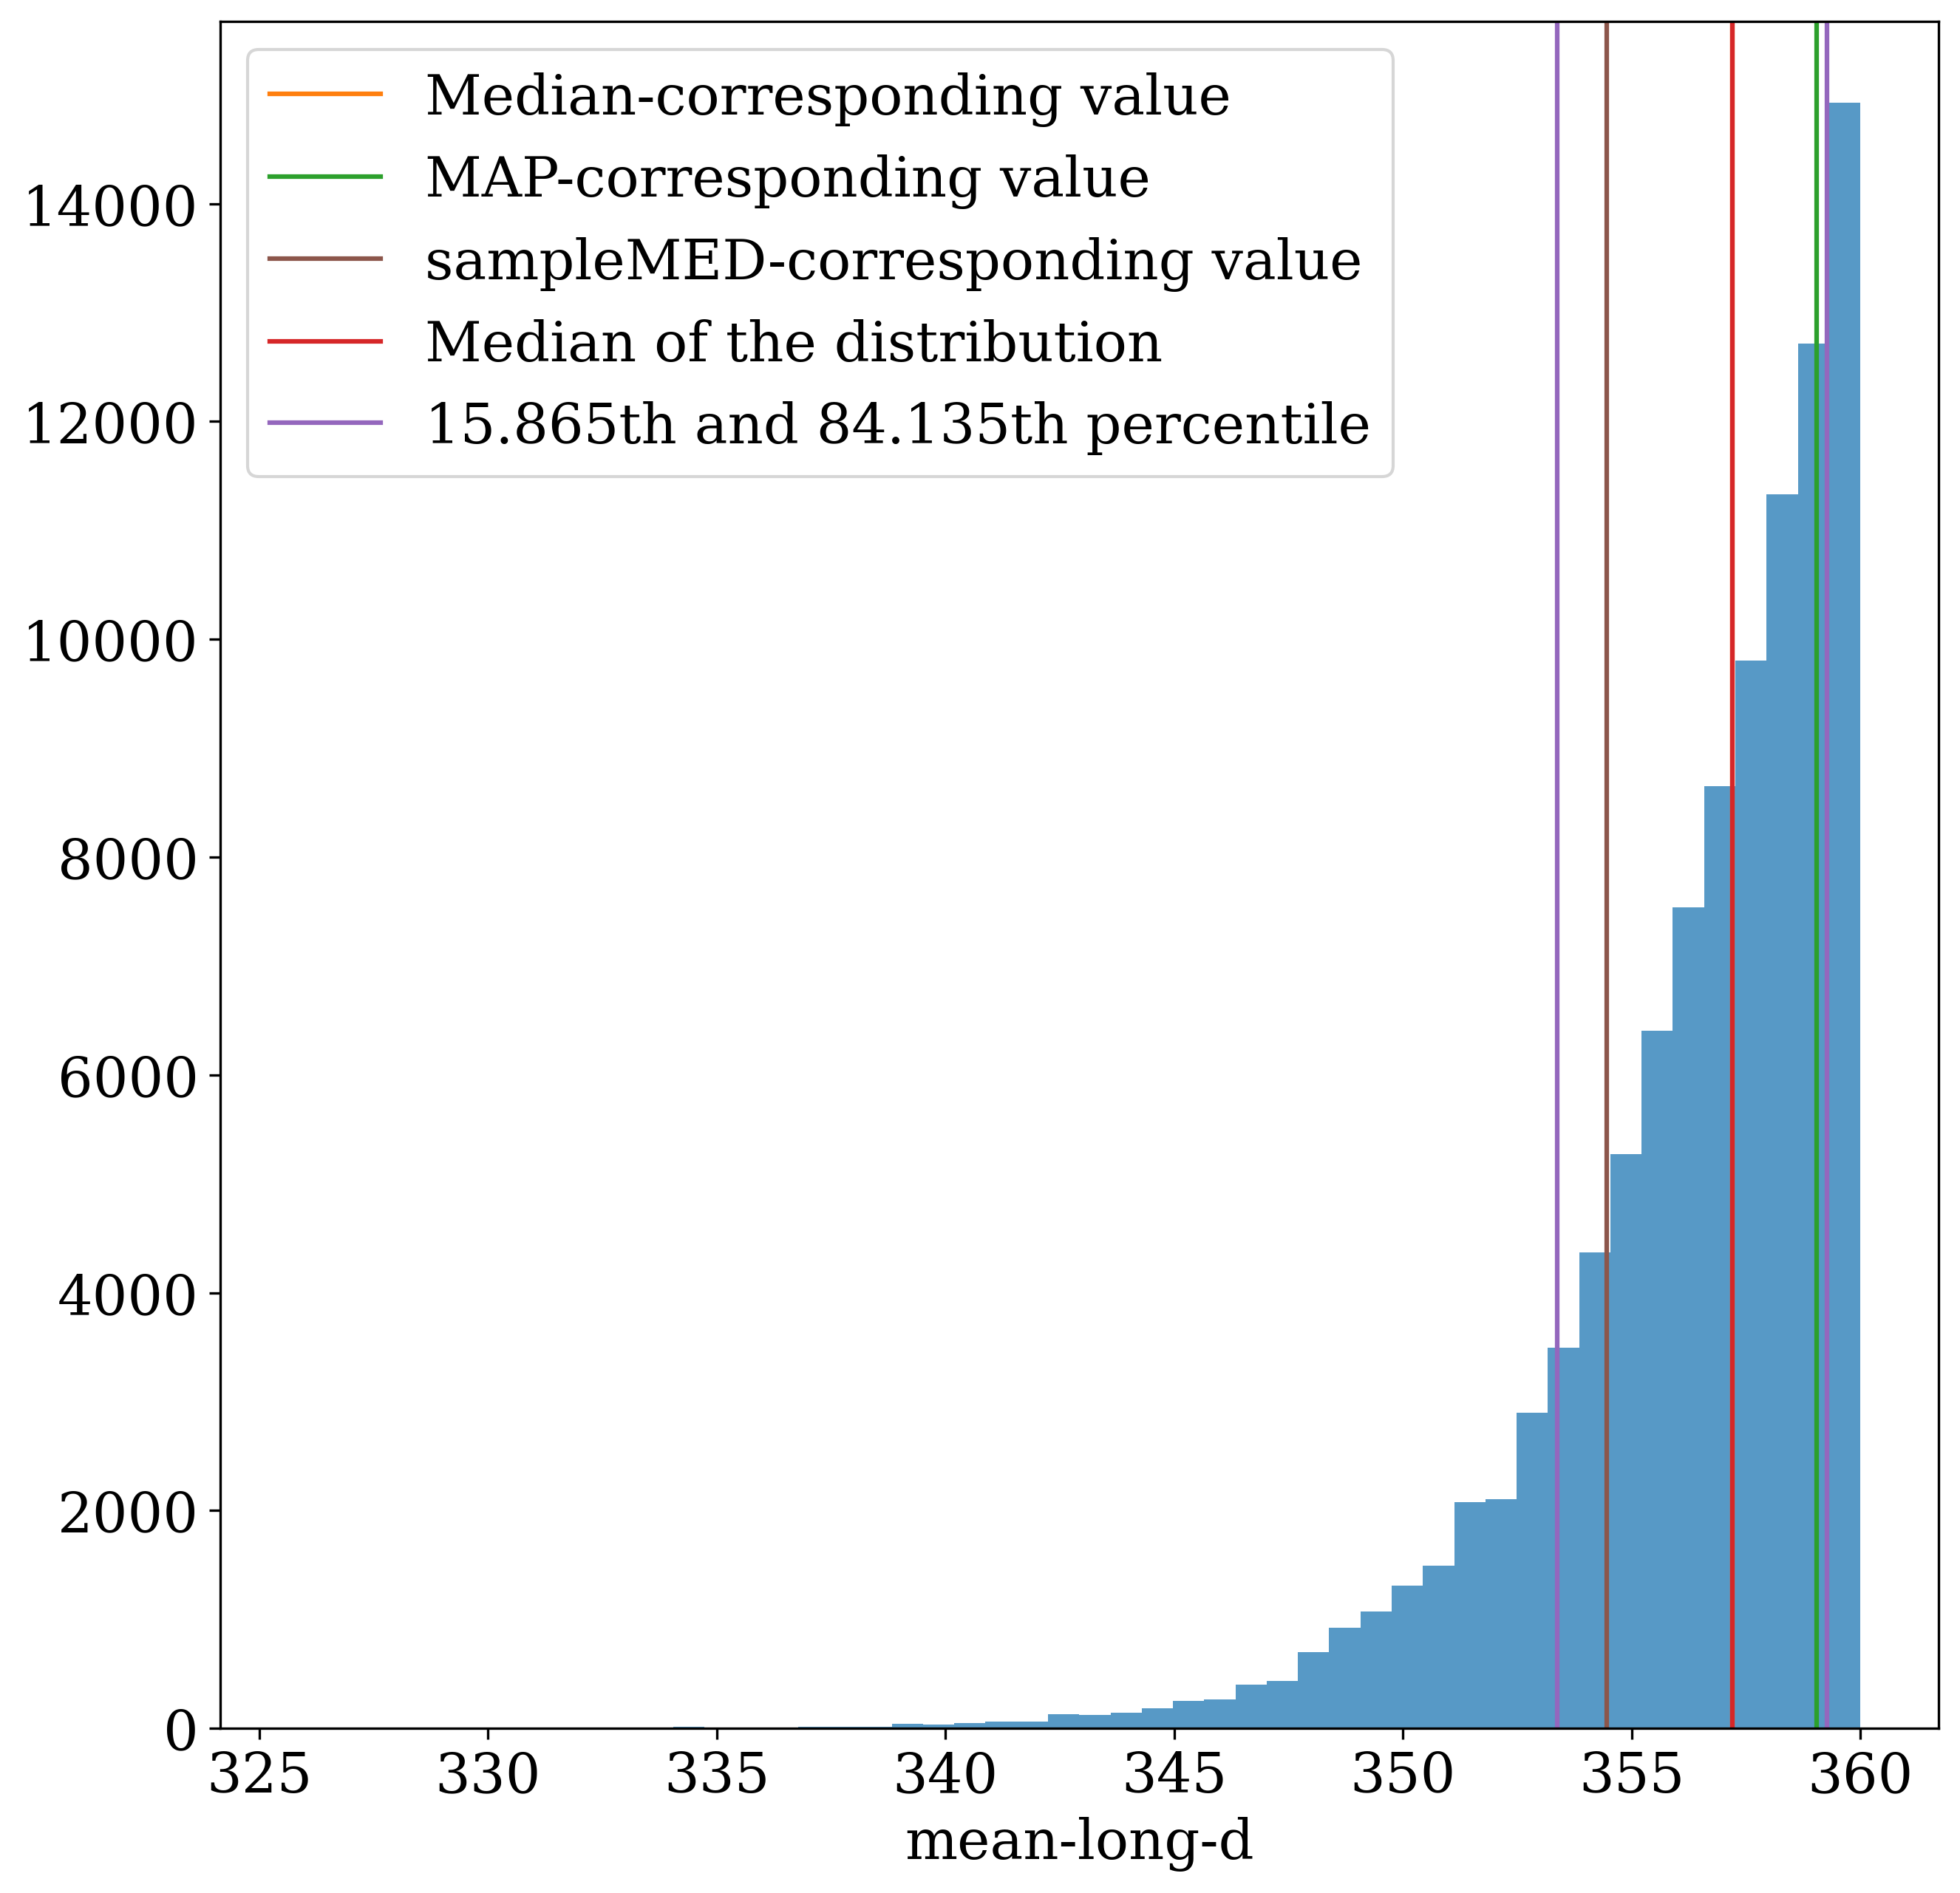 Median-corresponding value
MAP-corresponding value
sampleMED-corresponding value
Median of the distribution
15.865th and 84.135th percentile
14000
12000
10000
8000
6000
4000
2000
0
325 330 335 340 345 350 355 360
mean-long-d